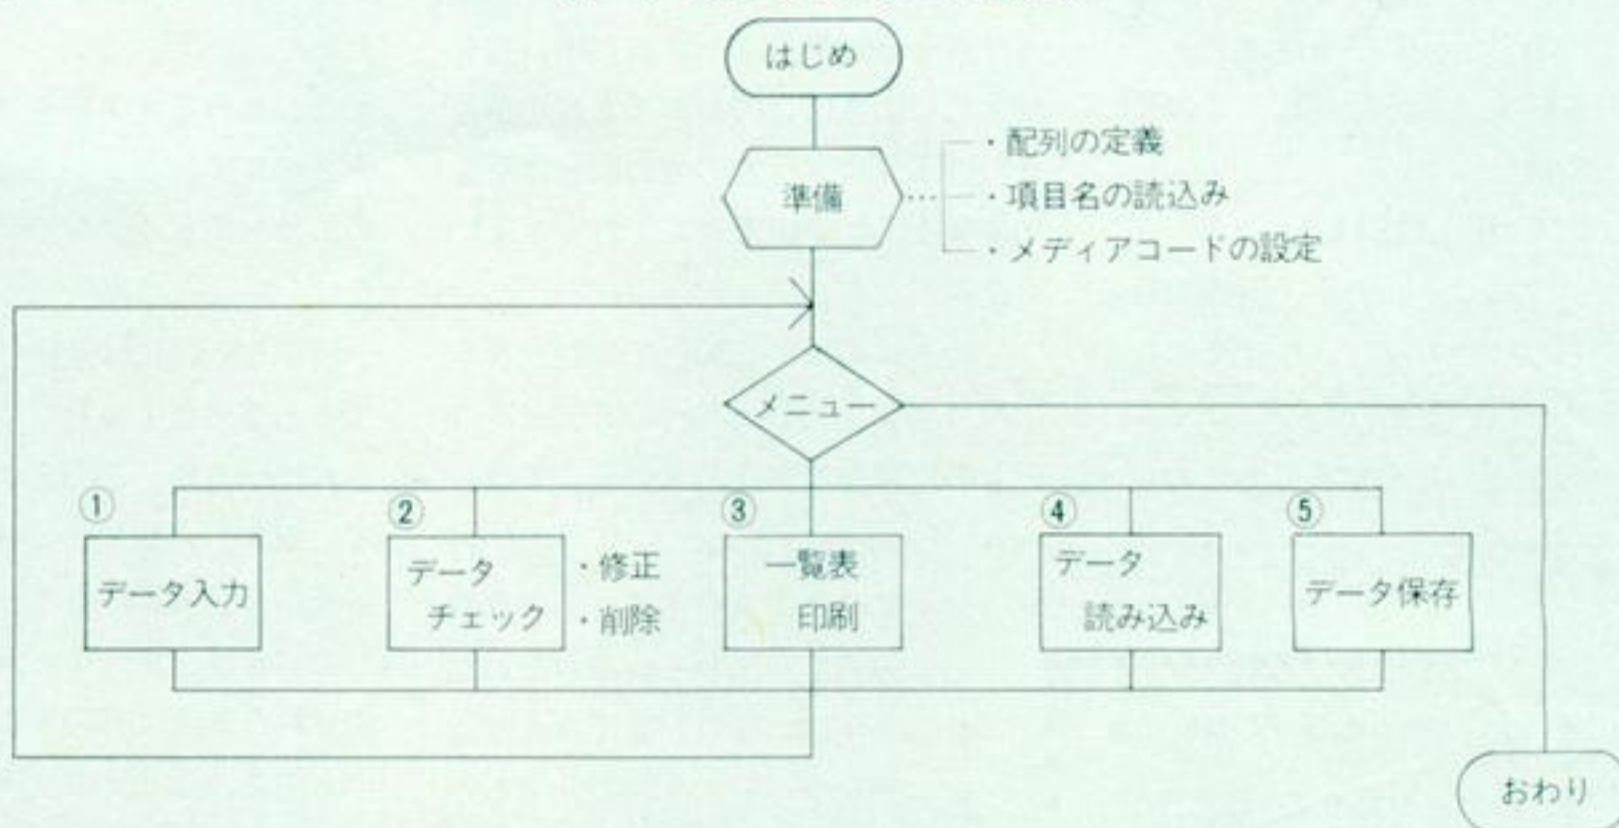 はじめ
準備
・配列の定義
・項目名の読込み
・メディアコードの設定
メニュー
①
データ入力
②
データ
チェック
・修正
・削除
③
一覧表
印刷
④
データ
読み込み
⑤
データ保存
おわり